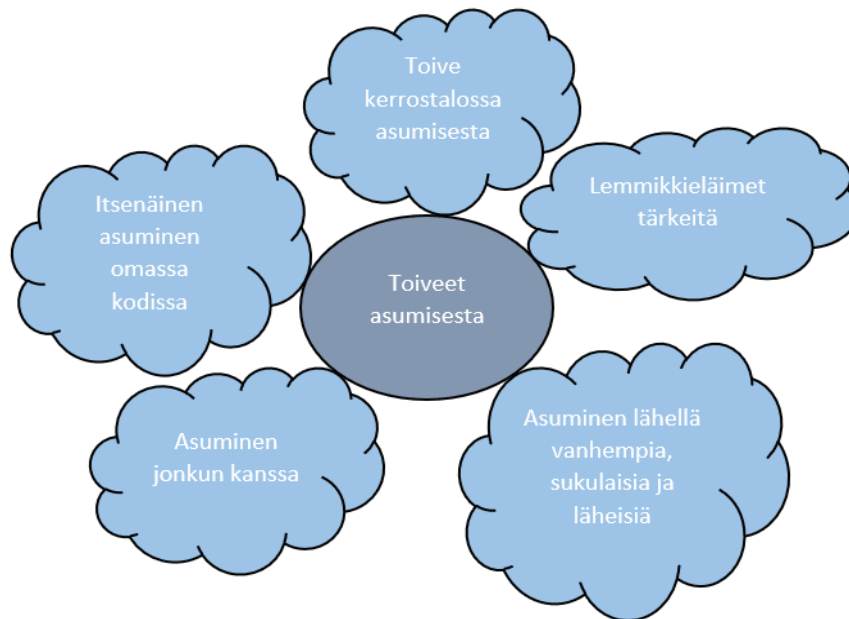 Toive
kerrostalossa
asumisesta
Lemmikkieläimet
tärkeitä
Itsenäinen
asuminen
omassa
kodissa
Toiveet
asumisesta
Asuminen
jonkun kanssa
Asuminen lähellä
vanhempia,
sukulaisia ja
läheisiä